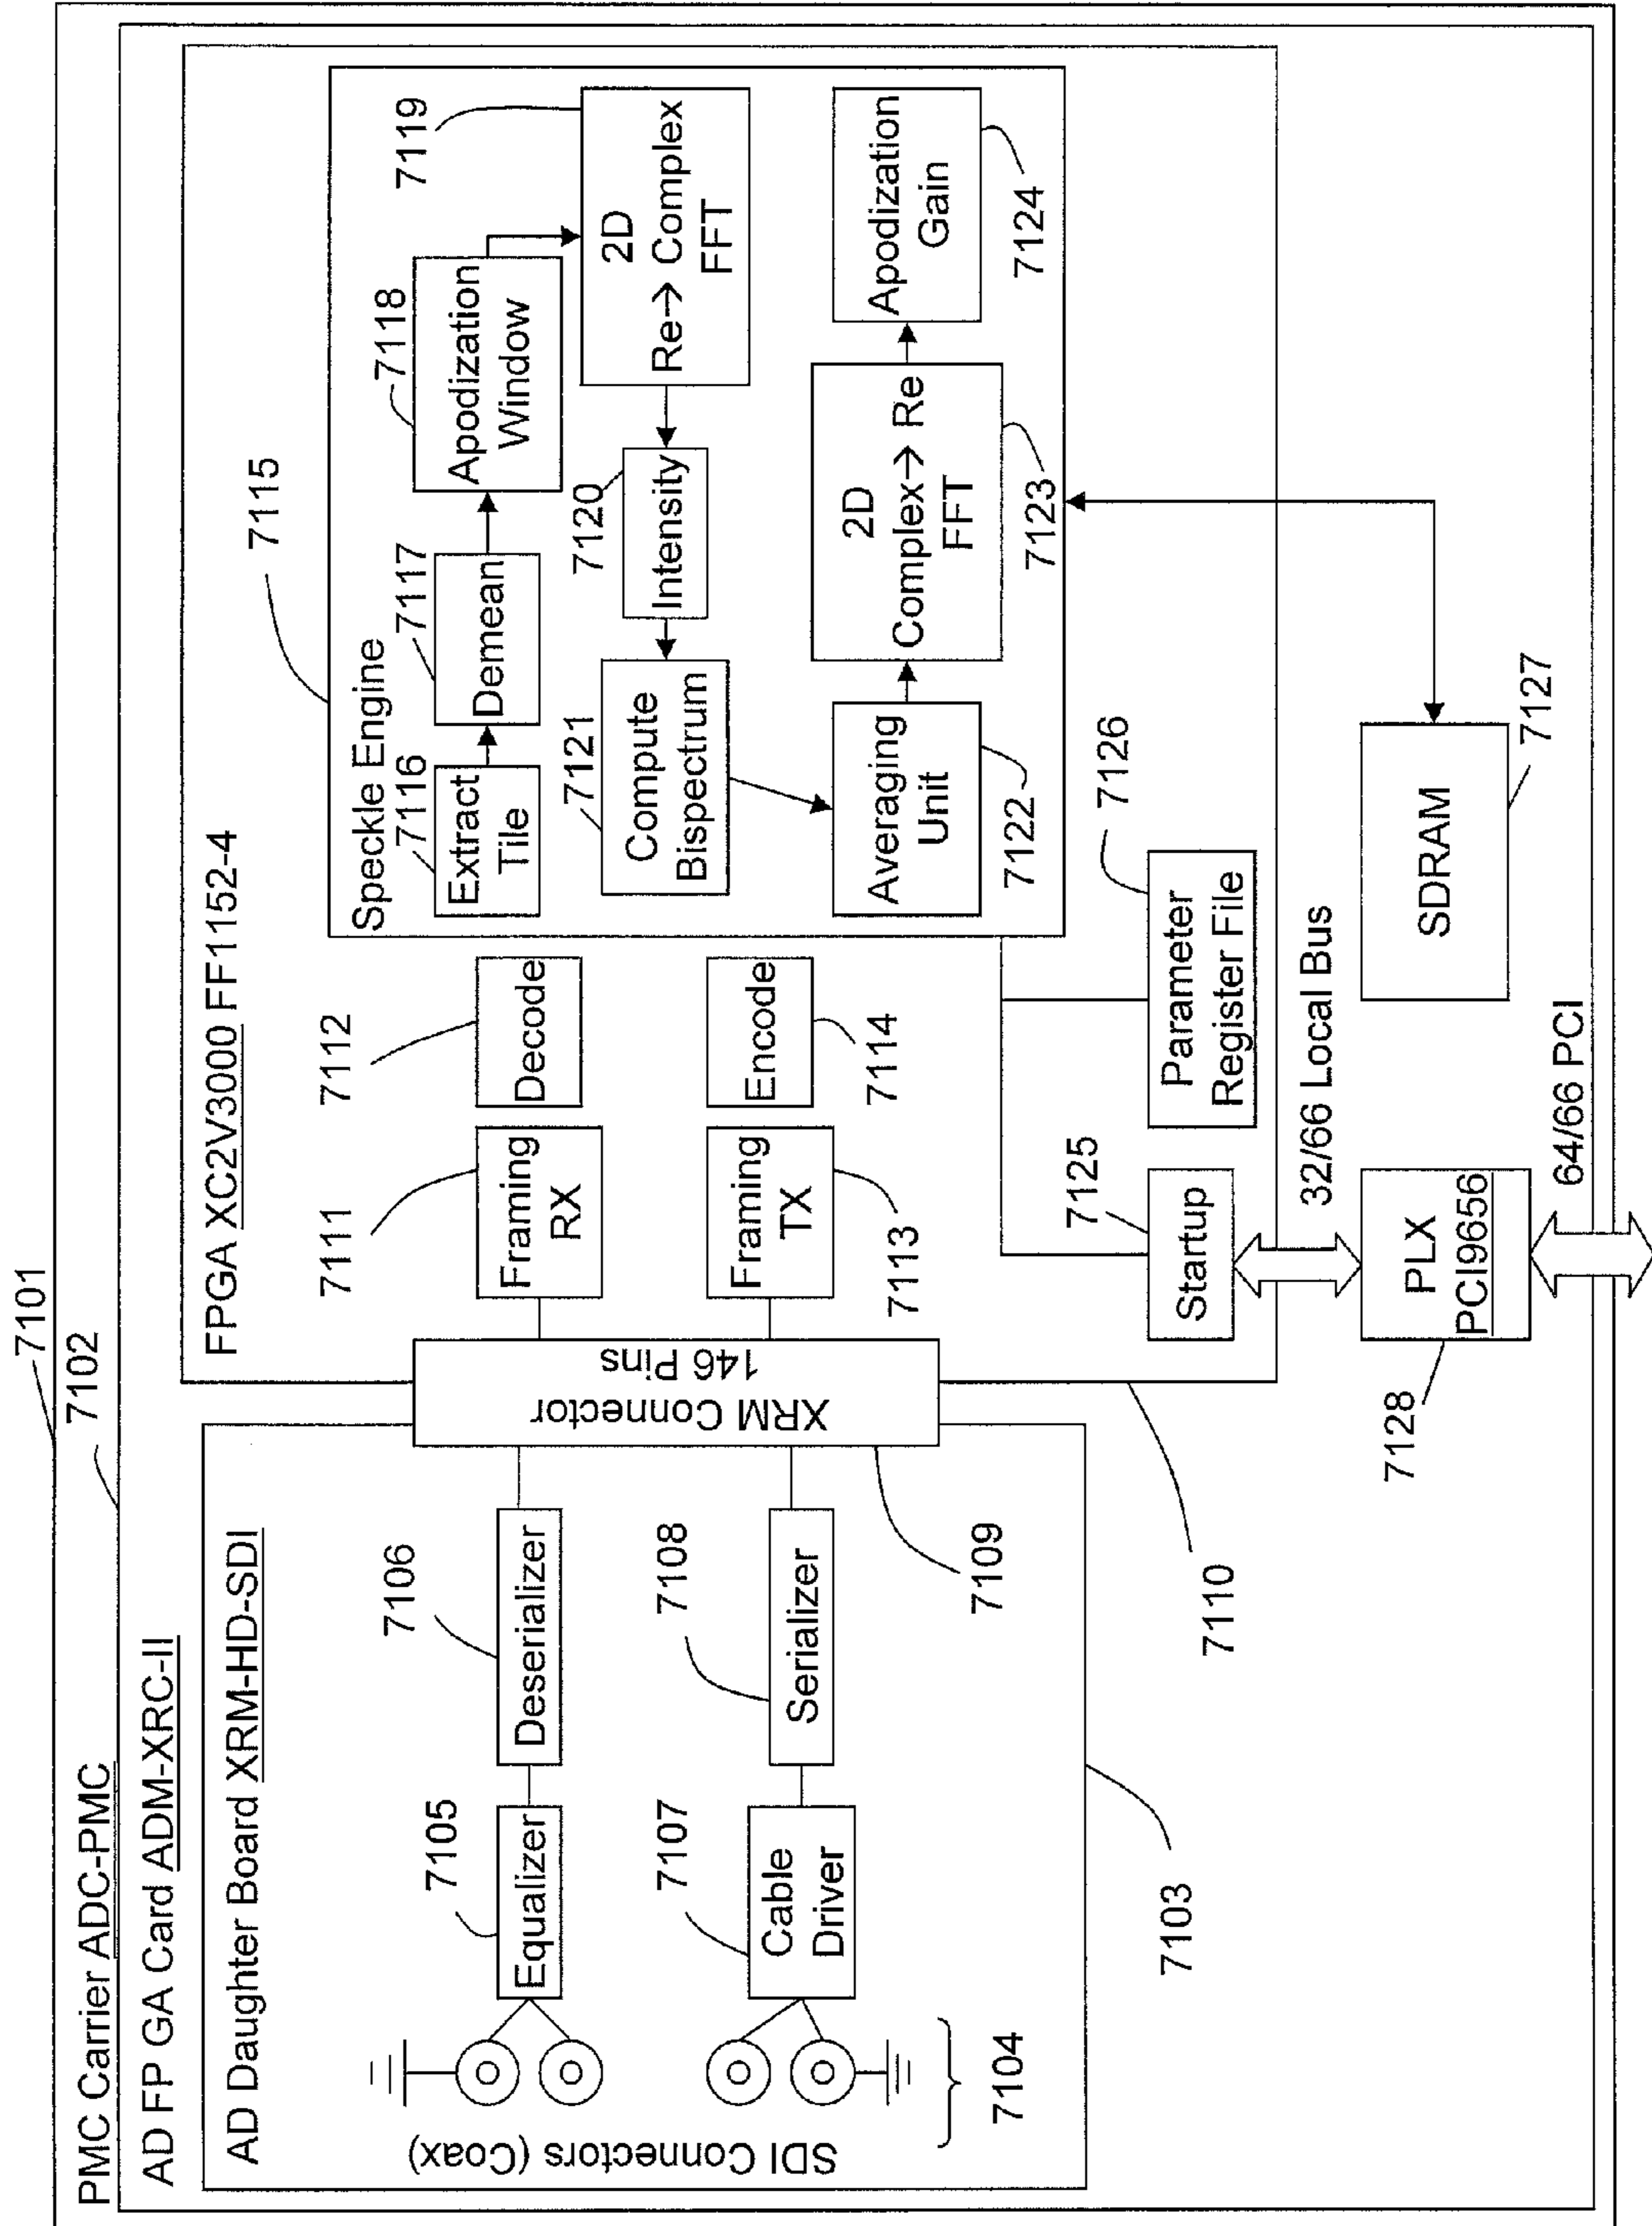 7101
PMC Carrier ADC-PMC
7102
AD FP GA Card ADM-XRC-II
AD Daughter Board XRM-HD-SDI
SDI Connectors (Coax)
7104
7105
Equalizer
7106
Deserializer
7107
Cable
Driver
7108
Serializer
7103
XRM Connector
146 Pins
7109
7110
FPGA XC2V3000 FF1152-4
7111
Framing
RX
7112
Decode
Framing
TX
7113
Encode
7114
7115
Speckle Engine
7116
Extract
Tile
7117
Demean
7118
Apodization
Window
7119
2D
Re→ Complex
FFT
7120
Intensity
7121
Compute
Bispectrum
Averaging
Unit
7122
2D
Complex→ Re
FFT
7123
Apodization
Gain
7124
7125
Startup
7126
Parameter
Register File
32/66 Local Bus
SDRAM
7127
PLX
PCI9656
7128
64/66 PCI